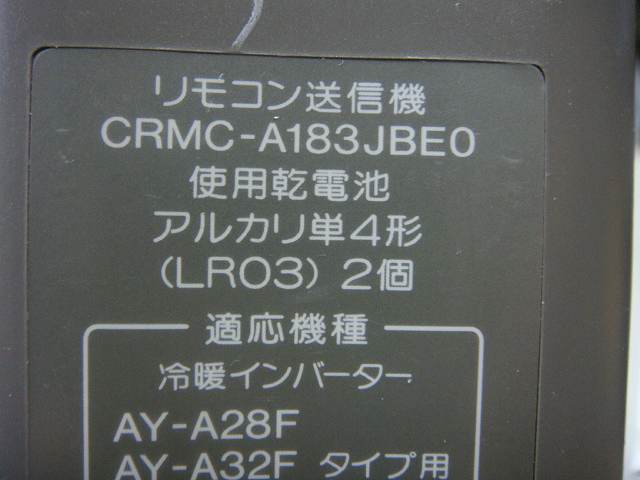 リモコン送信機
CRMC-A183JBE0
使用乾電池
アルカリ単4形
(LR03) 2個
適応機種
冷暖インバーター
AY-A28F
AY-A32F タイプ用